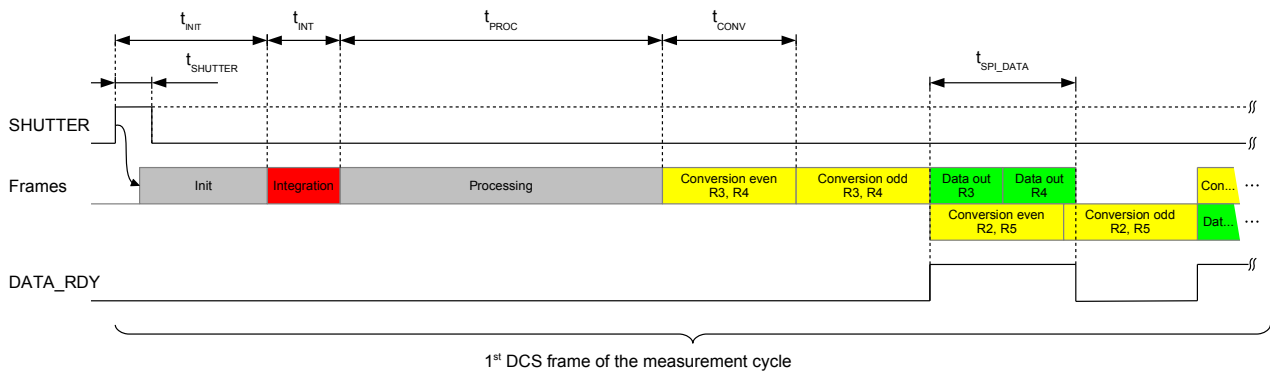 tINIT
tINT
tPROC
tCONV
tSHUTTER
tSPI_DATA
SHUTTER
Frames
Init
Integration
Processing
Conversion even
R3, R4
Conversion odd
R3, R4
Data out
R3
Data out
R4
Con...
...
Conversion even
R2, R5
Conversion odd
R2, R5
Dat...
...
DATA_RDY
1st DCS frame of the measurement cycle